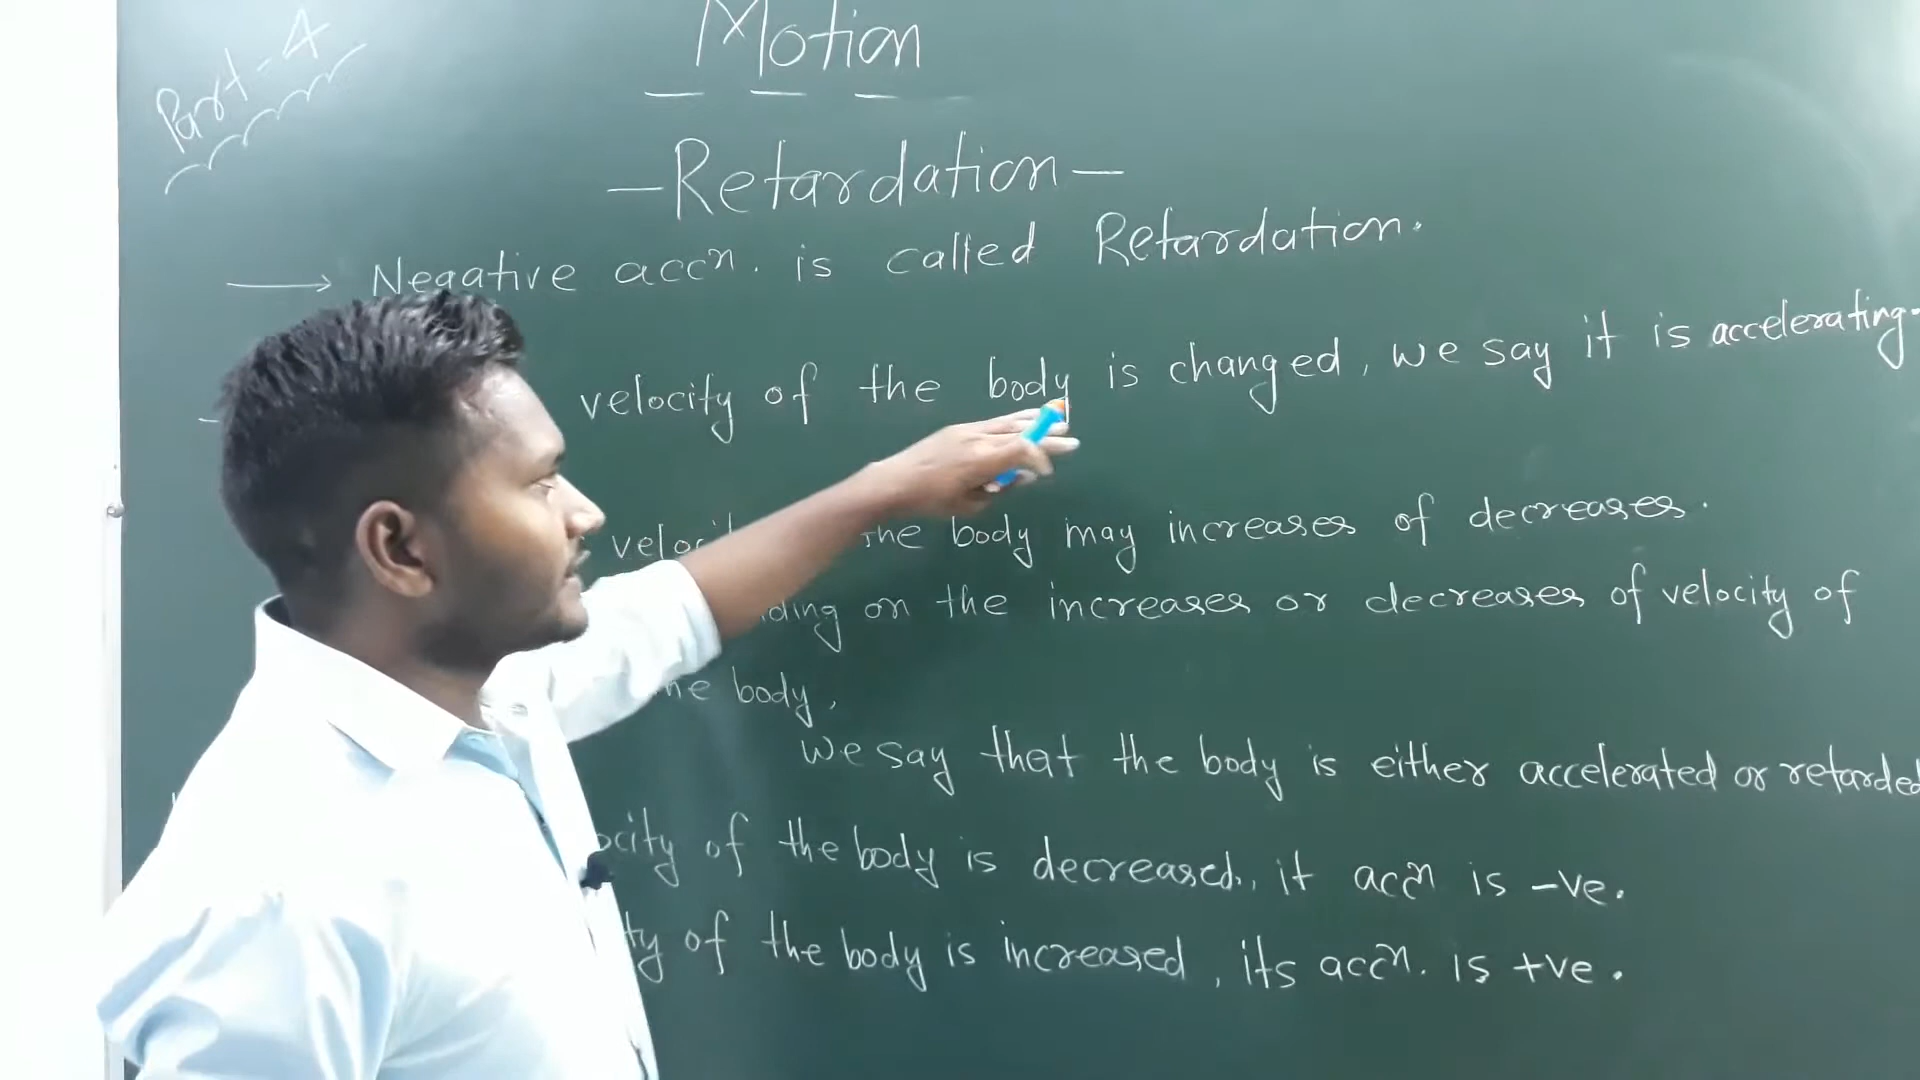 Part-4
Motion
-Retardation-
→ Negative accn. is called Retardation.
velocity of the body is changed, we say it is accelerating.
the body may increases of decreases.
on the increases or decreases of velocity of
body,
we say that the body is either accelerated or retarded
of the body is decreased, it accn is -ve.
of the body is increased, its accn. is +ve.